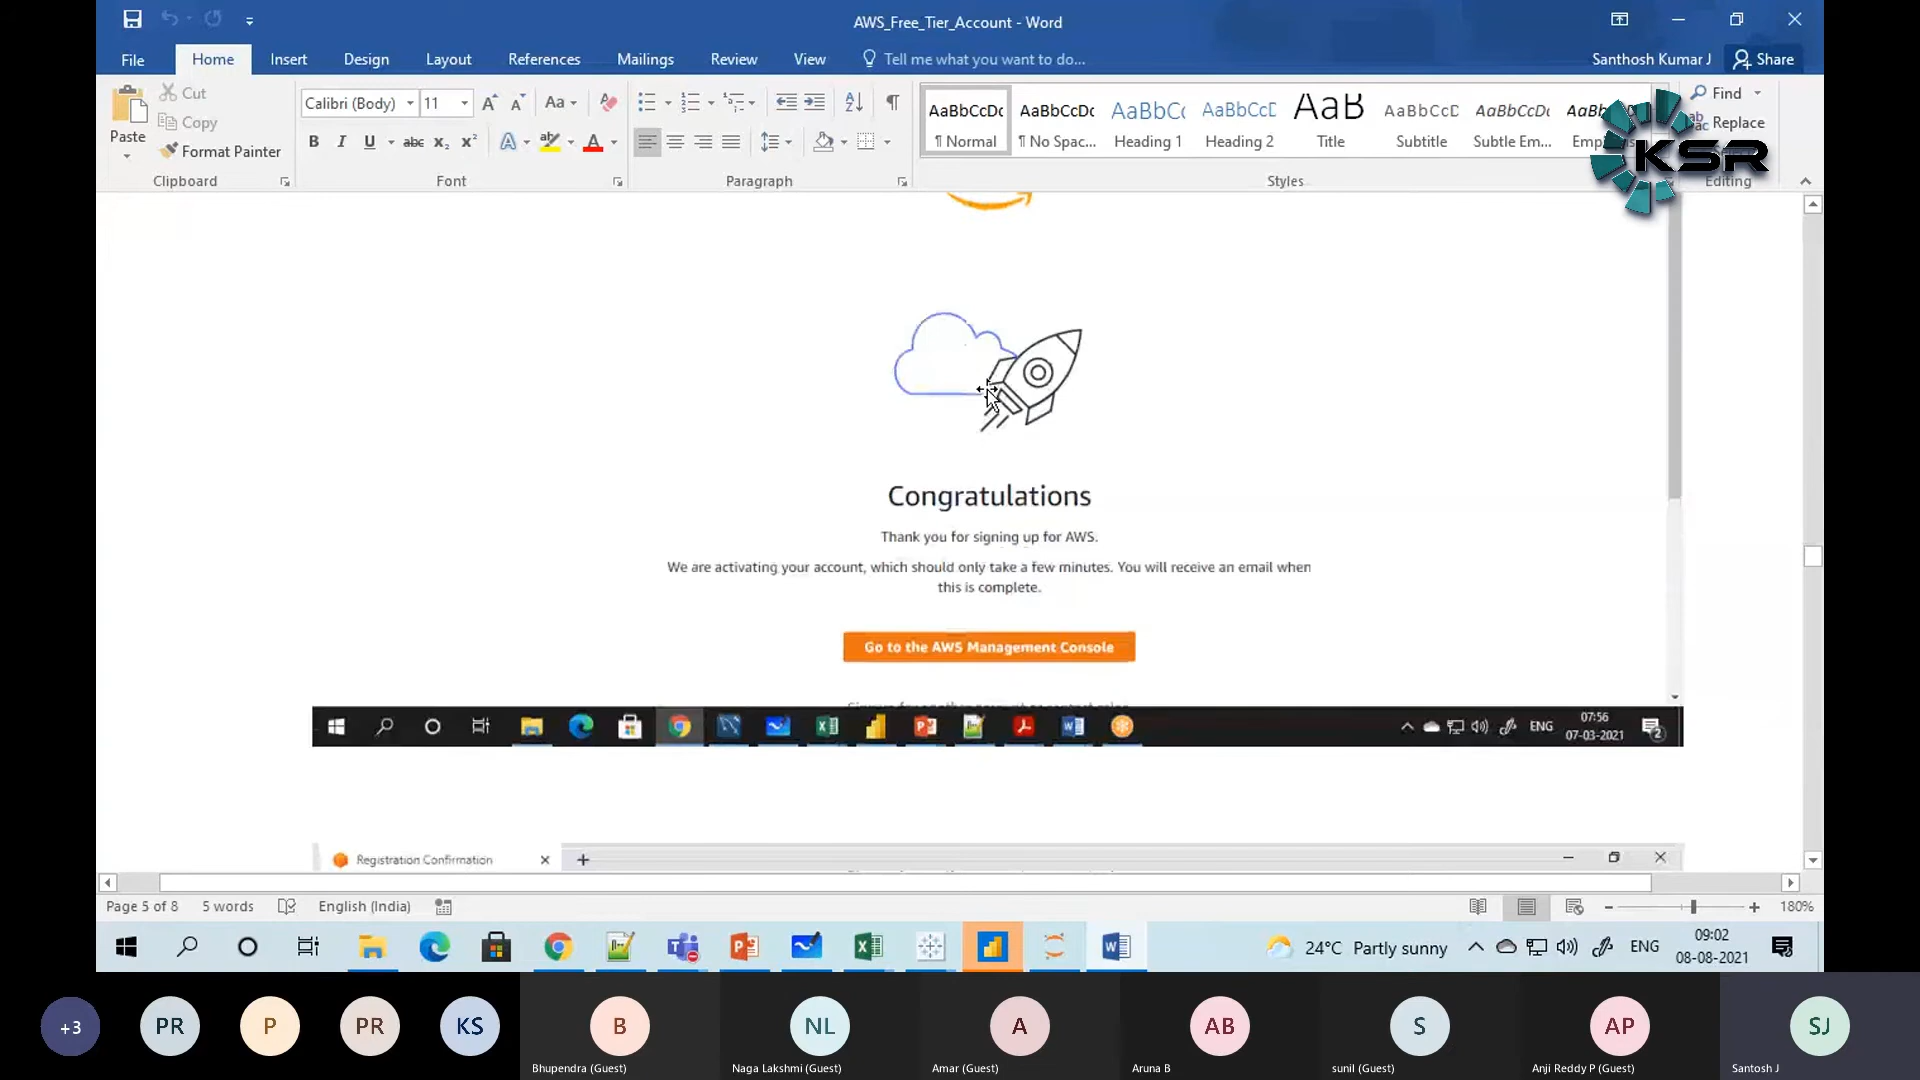 AWS_Free_Tier_Account - Word
File Home Insert Design Layout References Mailings Review View Tell me what you want to do... Santhosh Kumar J Share
Cut
Copy
Format Painter
Paste
Calibri (Body) 11
Aa
B I U abc x₂ x² A A
AaBbCcDc AaBbCcDc AaBbC AaBbCcD AaB AaBbCcD AaBbCcDc
¶ Normal ¶ No Spac... Heading 1 Heading 2 Title Subtitle Subtle Em...
Find
Replace
KSR
Clipboard Font Paragraph Styles Editing
Congratulations
Thank you for signing up for AWS.
We are activating your account, which should only take a few minutes. You will receive an email when
this is complete.
Go to the AWS Management Console
ENG 07:56
07-03-2021
2
Registration Confirmation
Page 5 of 8 5 words English (India) 180%
24°C Partly sunny ENG 09:02
08-08-2021
+3 PR P PR KS B NL A AB S AP SJ
Bhupendra (Guest) Naga Lakshmi (Guest) Amar (Guest) Aruna B sunil (Guest) Anji Reddy P (Guest) Santosh J